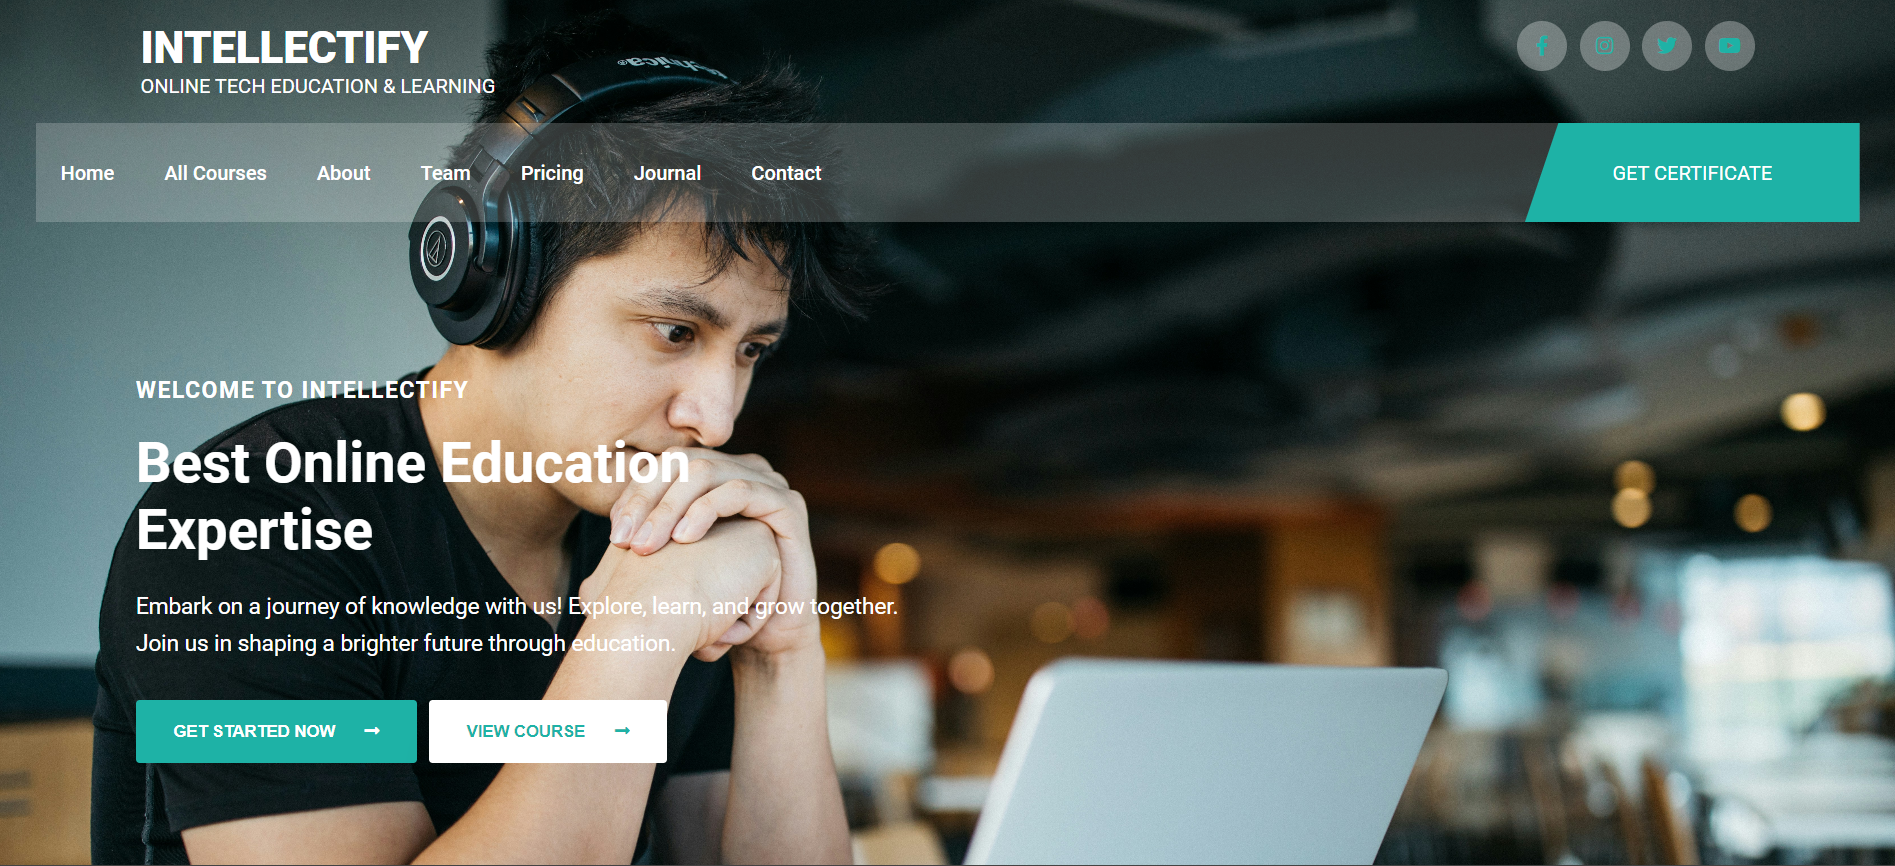 INTELLECTIFY
ONLINE TECH EDUCATION & LEARNING
Home All Courses About Team Pricing Journal Contact
GET CERTIFICATE
WELCOME TO INTELLECTIFY
Best Online Education
Expertise
Embark on a journey of knowledge with us! Explore, learn, and grow together.
Join us in shaping a brighter future through education.
GET STARTED NOW
VIEW COURSE